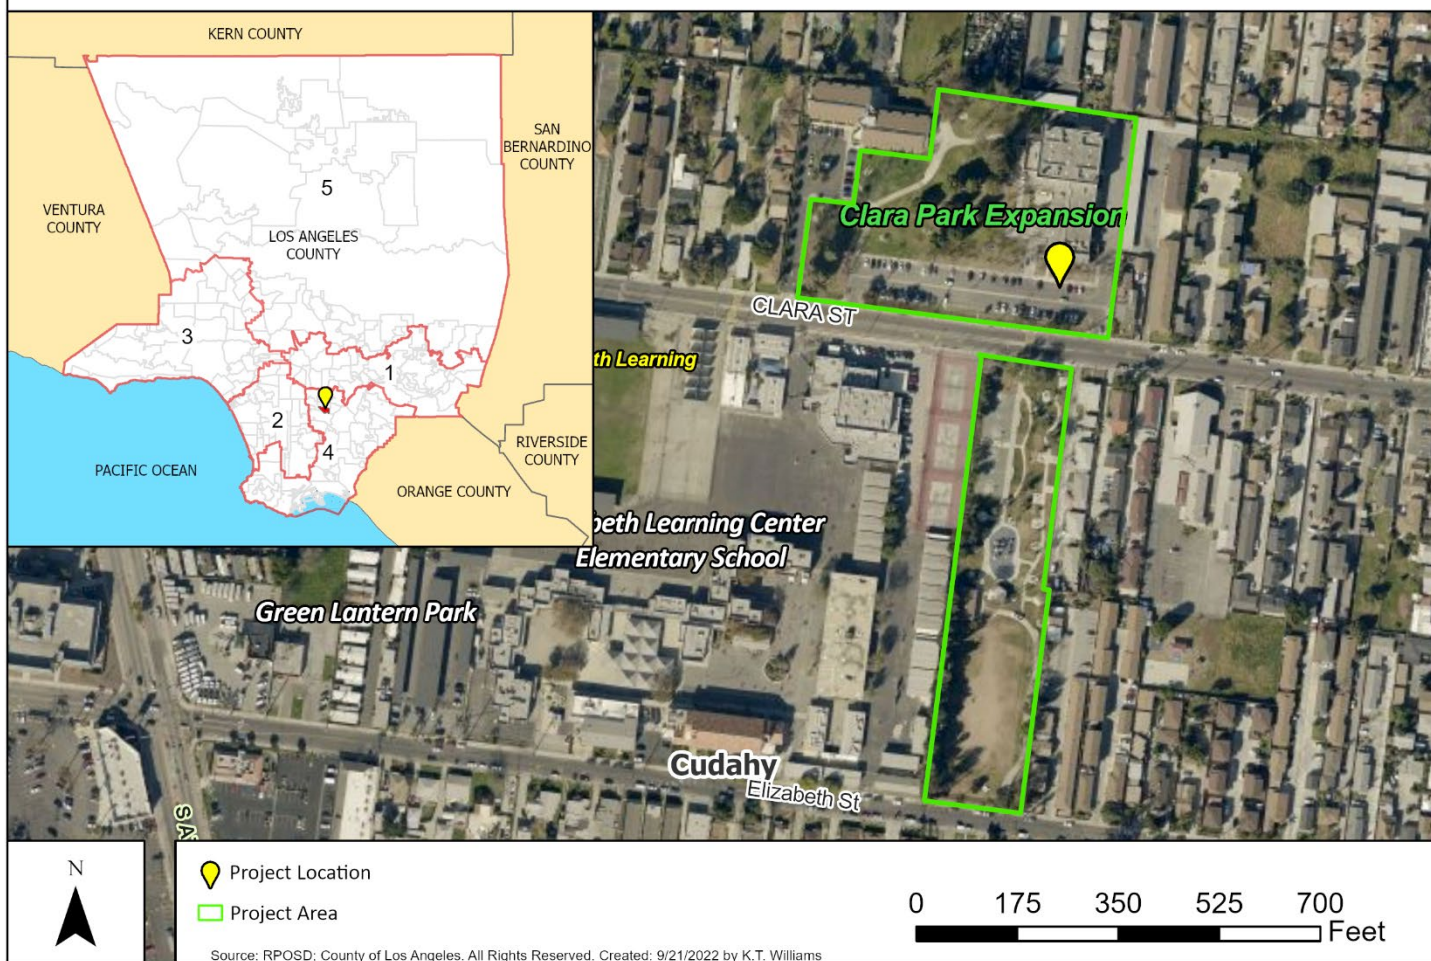 KERN COUNTY
SAN
BERNARDINO
COUNTY
5
VENTURA
COUNTY
LOS ANGELES
COUNTY
3
1
2
4
PACIFIC OCEAN
RIVERSIDE
COUNTY
ORANGE COUNTY
Clara Park Expansion
CLARA ST
th Learning
beth Learning Center
Elementary School
Green Lantern Park
Cudahy
Elizabeth St
S A
N
Project Location
Project Area
0 175 350 525 700
Feet
Source: RPOSD; County of Los Angeles. All Rights Reserved. Created: 9/21/2022 by K.T. Williams